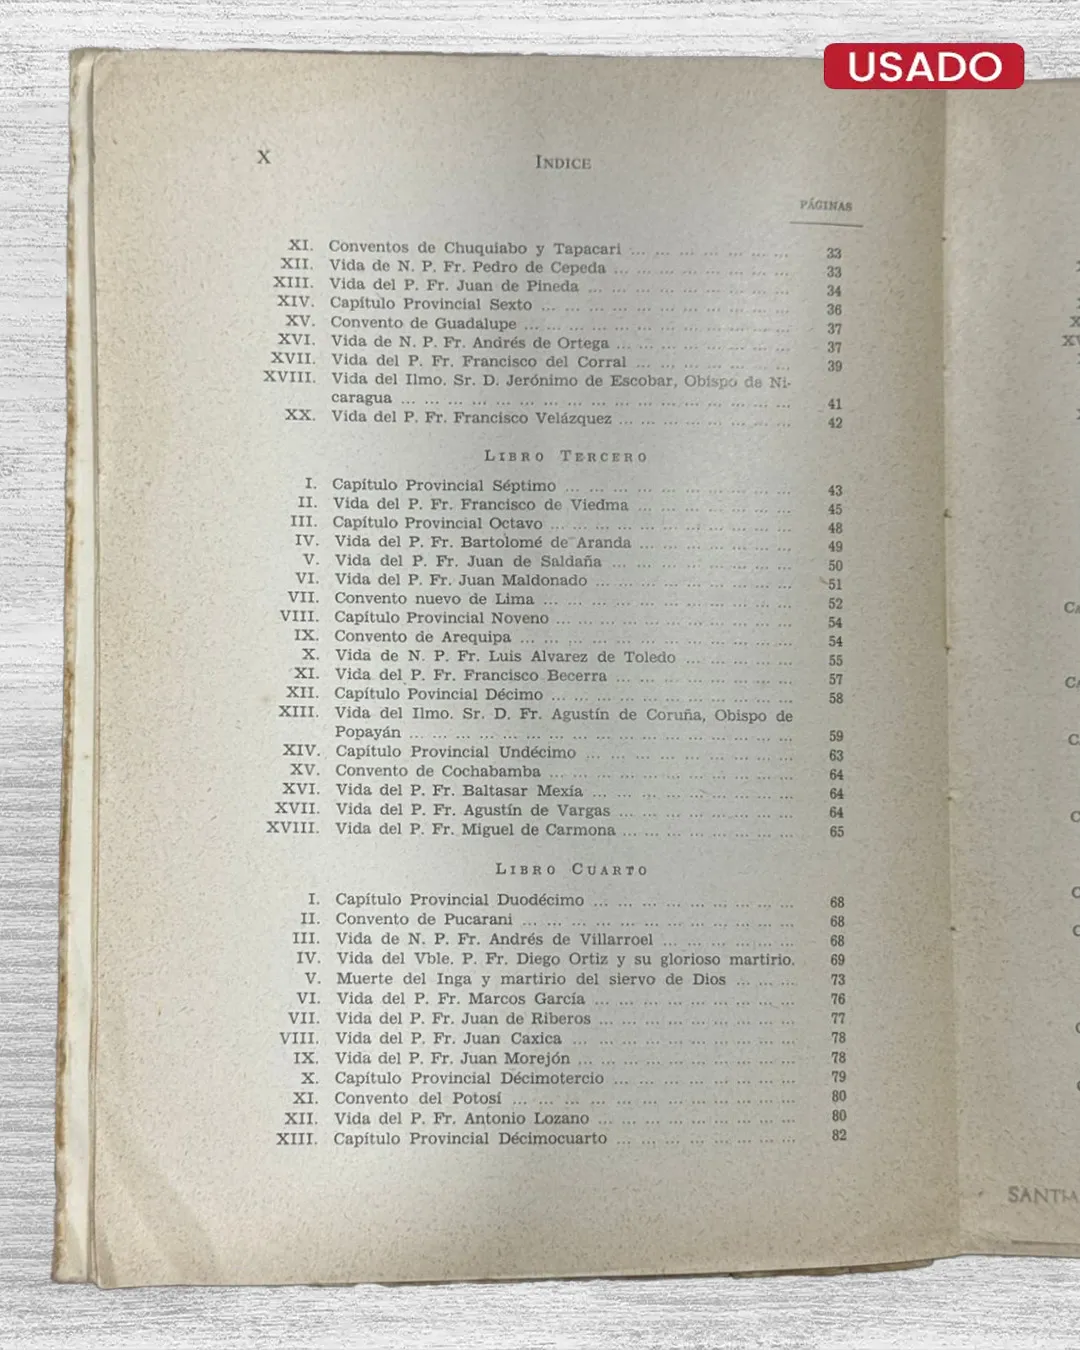 USADO
X
INDICE
PÁGINAS
XI. Conventos de Chuquiabo y Tapacari ... ... ... ... ... ... 33
XII. Vida de N. P. Fr. Pedro de Cepeda ... ... ... ... ... ... 33
XIII. Vida del P. Fr. Juan de Pineda ... ... ... ... ... ... ... 34
XIV. Capítulo Provincial Sexto ... ... ... ... ... ... ... ... ... 36
XV. Convento de Guadalupe ... ... ... ... ... ... ... ... ... 37
XVI. Vida de N. P. Fr. Andrés de Ortega ... ... ... ... ... ... 37
XVII. Vida del P. Fr. Francisco del Corral ... ... ... ... ... ... 39
XVIII. Vida del Ilmo. Sr. D. Jerónimo de Escobar, Obispo de Ni-
caragua ... ... ... ... ... ... ... ... ... ... ... ... ... 41
XX. Vida del P. Fr. Francisco Velázquez ... ... ... ... ... ... 42
LIBRO TERCERO
I. Capítulo Provincial Séptimo ... ... ... ... ... ... ... ... 43
II. Vida del P. Fr. Francisco de Viedma ... ... ... ... ... ... 45
III. Capítulo Provincial Octavo ... ... ... ... ... ... ... ... 48
IV. Vida del P. Fr. Bartolomé de Aranda ... ... ... ... ... 49
V. Vida del P. Fr. Juan de Saldaña ... ... ... ... ... ... ... 50
VI. Vida del P. Fr. Juan Maldonado ... ... ... ... ... ... ... 51
VII. Convento nuevo de Lima ... ... ... ... ... ... ... ... ... 52
VIII. Capítulo Provincial Noveno ... ... ... ... ... ... ... ... 54
IX. Convento de Arequipa ... ... ... ... ... ... ... ... ... ... 54
X. Vida de N. P. Fr. Luis Alvarez de Toledo ... ... ... ... 55
XI. Vida del P. Fr. Francisco Becerra ... ... ... ... ... ... 57
XII. Capítulo Povincial Décimo ... ... ... ... ... ... ... ... 58
XIII. Vida del Ilmo. Sr. D. Fr. Agustín de Coruña, Obispo de
Popayán ... ... ... ... ... ... ... ... ... ... ... ... ... 59
XIV. Capítulo Provincial Undécimo ... ... ... ... ... ... ... 63
XV. Convento de Cochabamba ... ... ... ... ... ... ... ... ... 64
XVI. Vida del P. Fr. Baltasar Mexía ... ... ... ... ... ... ... 64
XVII. Vida del P. Fr. Agustín de Vargas ... ... ... ... ... ... 64
XVIII. Vida del P. Fr. Miguel de Carmona ... ... ... ... ... ... 65
LIBRO CUARTO
I. Capítulo Provincial Duodécimo ... ... ... ... ... ... ... 68
II. Convento de Pucarani ... ... ... ... ... ... ... ... ... ... 68
III. Vida de N. P. Fr. Andrés de Villarroel ... ... ... ... ... 68
IV. Vida del Vble. P. Fr. Diego Ortiz y su glorioso martirio. 69
V. Muerte del Inga y martirio del siervo de Dios ... ... ... 73
VI. Vida del P. Fr. Marcos García ... ... ... ... ... ... ... 76
VII. Vida del P. Fr. Juan de Riberos ... ... ... ... ... ... ... 77
VIII. Vida del P. Fr. Juan Caxica ... ... ... ... ... ... ... ... 78
IX. Vida del P. Fr. Juan Morejón ... ... ... ... ... ... ... ... 78
X. Capítulo Provincial Décimotercio ... ... ... ... ... ... ... 79
XI. Convento del Potosí ... ... ... ... ... ... ... ... ... ... 80
XII. Vida del P. Fr. Antonio Lozano ... ... ... ... ... ... ... 80
XIII. Capítulo Provincial Décimocuarto ... ... ... ... ... ... 82